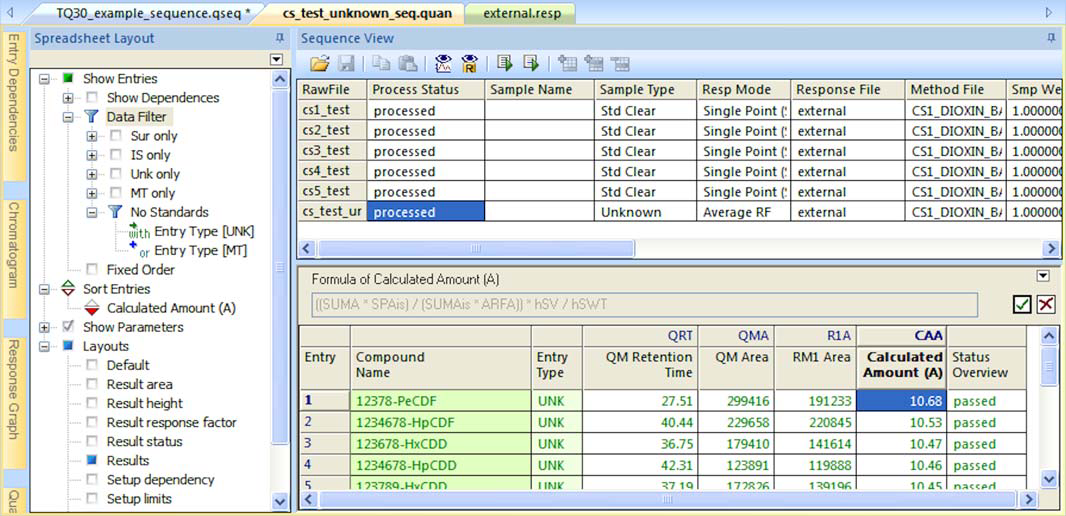 TQ30_example_sequence.qseq * cs_test_unknown_seq.quan external.resp
Entry Dependencies
Chromatogram
Response Graph
Qua
Spreadsheet Layout
Show Entries
Show Dependences
Data Filter
Sur only
IS only
Unk only
MT only
No Standards
with Entry Type [UNK]
or Entry Type [MT]
Fixed Order
Sort Entries
Calculated Amount (A)
Show Parameters
Layouts
Default
Result area
Result height
Result response factor
Result status
Results
Setup dependency
Setup limits
Sequence View
RawFile Process Status Sample Name Sample Type Resp Mode Response File Method File Smp We
cs1_test processed Std Clear Single Point ( external CS1_DIOXIN_BA 1.000000
cs2_test processed Std Clear Single Point ( external CS1_DIOXIN_BA 1.000000
cs3_test processed Std Clear Single Point ( external CS1_DIOXIN_BA 1.000000
cs4_test processed Std Clear Single Point ( external CS1_DIOXIN_BA 1.000000
cs5_test processed Std Clear Single Point ( external CS1_DIOXIN_BA 1.000000
cs_test_ur processed Unknown Average RF external CS1_DIOXIN_BA 1.000000
Formula of Calculated Amount (A)
((SUMA * SPAis) / (SUMAis * ARFA)) * hSV / hSWT
QRT QMA R1A CAA
Entry Compound Name Entry Type QM Retention Time QM Area RM1 Area Calculated Amount (A) Status Overview
1 12378-PeCDF UNK 27.51 299416 191233 10.68 passed
2 1234678-HpCDF UNK 40.44 229658 220845 10.53 passed
3 123678-HxCDD UNK 36.75 179410 141614 10.47 passed
4 1234678-HpCDD UNK 42.31 123891 119888 10.46 passed
5 123789-HxCDD UNK 37.19 172826 139196 10.45 passed